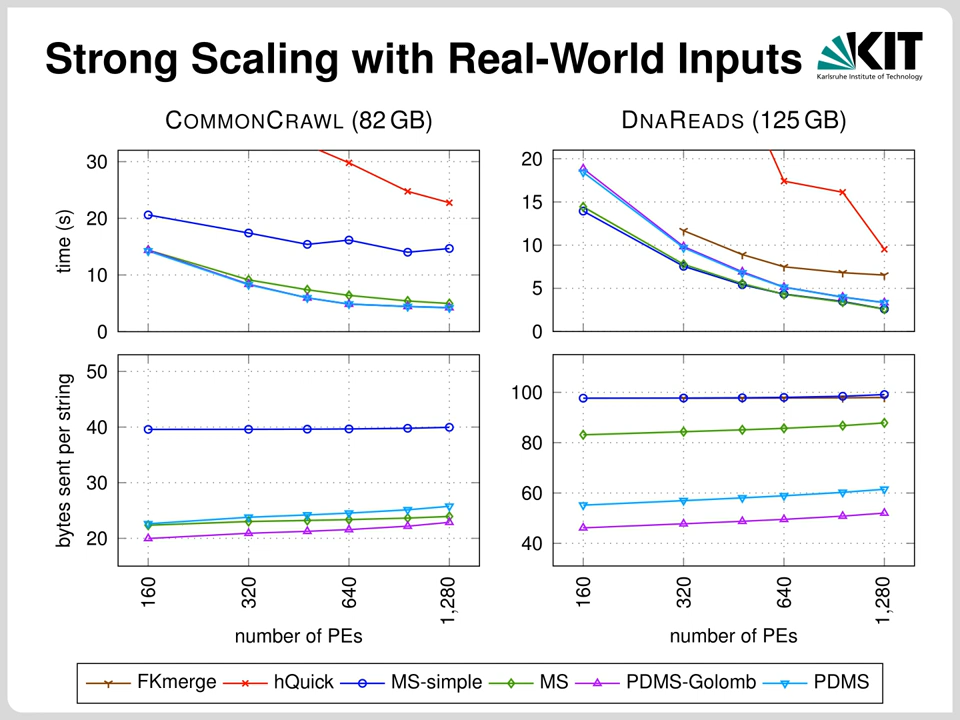 Strong Scaling with Real-World Inputs
KIT
Karlsruhe Institute of Technology
COMMONCRAWL (82 GB)
DNAREADS (125 GB)
time (s)
30
20
10
0
20
15
10
5
0
bytes sent per string
50
40
30
20
100
80
60
40
160
320
640
1,280
160
320
640
1,280
number of PEs
number of PEs
FKmerge hQuick MS-simple MS PDMS-Golomb PDMS